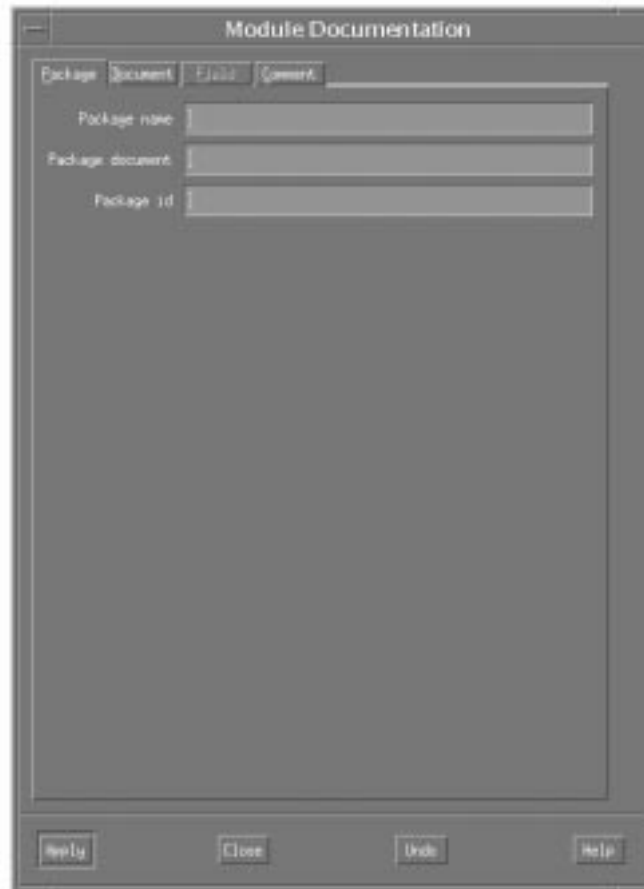 Module Documentation
Package Document Field Comment
Package name
Package document
Package id
Apply Close Undo Help